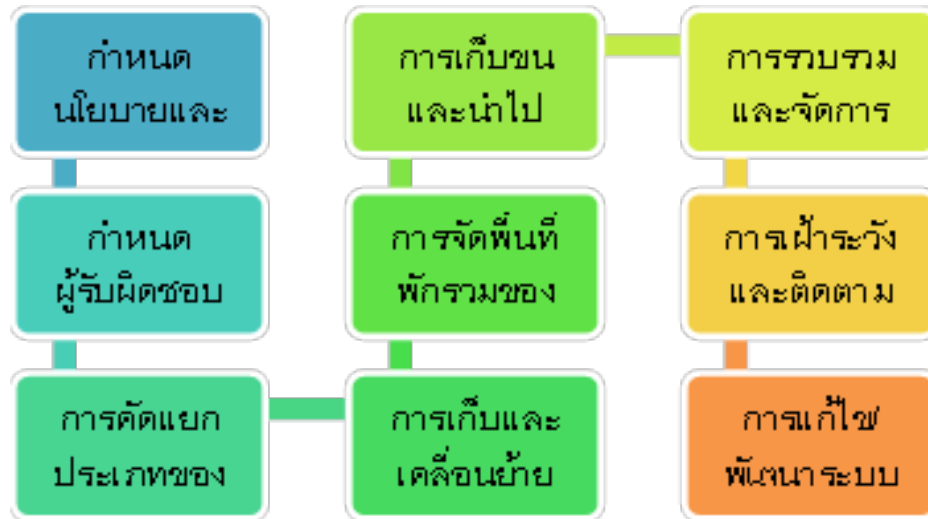 กำหนด
นโยบายและ
กำหนด
ผู้รับผิดชอบ
การคัดแยก
ประเภทของ
การเก็บและ
เคลื่อนย้าย
การจัดพื้นที่
พักรวมของ
การเก็บขน
และนำไป
การรวบรวม
และจัดการ
การเฝ้าระวัง
และติดตาม
การแก้ไข
พัฒนาระบบ